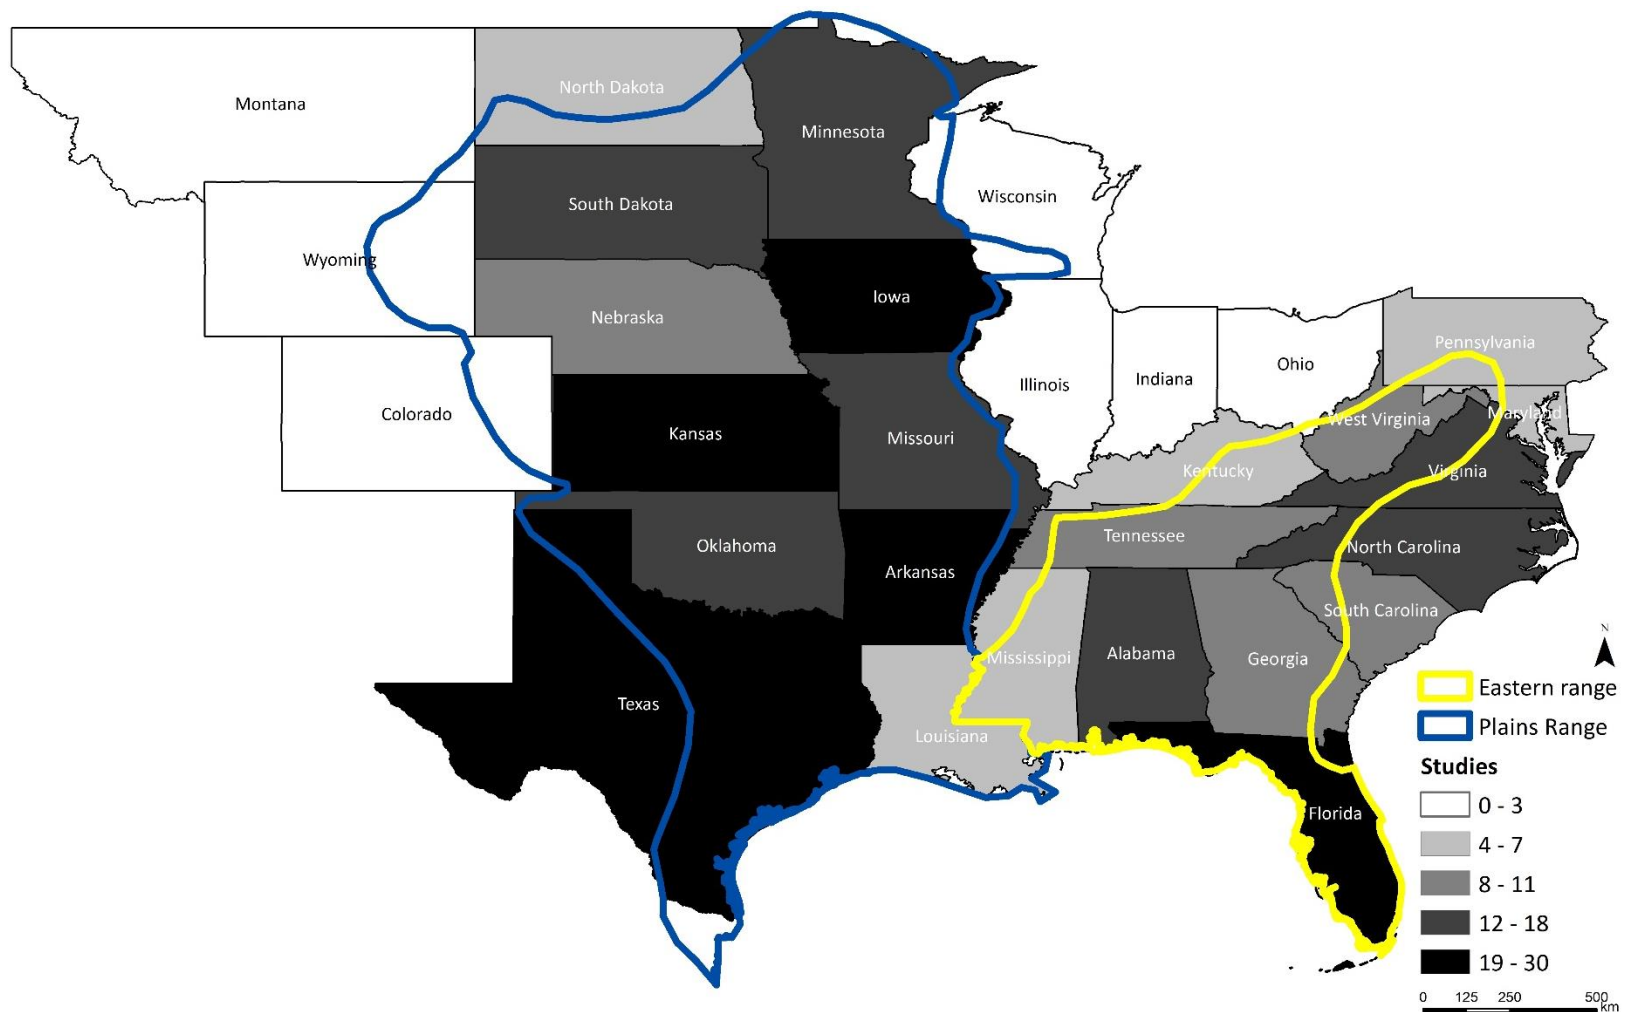 Montana
North Dakota
Minnesota
Wisconsin
South Dakota
Wyoming
Iowa
Nebraska
Pennsylvania
Ohio
Indiana
Illinois
Colorado
Maryland
West Virginia
Kansas
Missouri
Kentucky
Virginia
Tennessee
North Carolina
Oklahoma
Arkansas
South Carolina
N
Mississippi
Alabama
Georgia
Texas
Louisiana
Florida
Eastern range
Plains Range
Studies
0 - 3
4 - 7
8 - 11
12 - 18
19 - 30
0 125 250 500
km